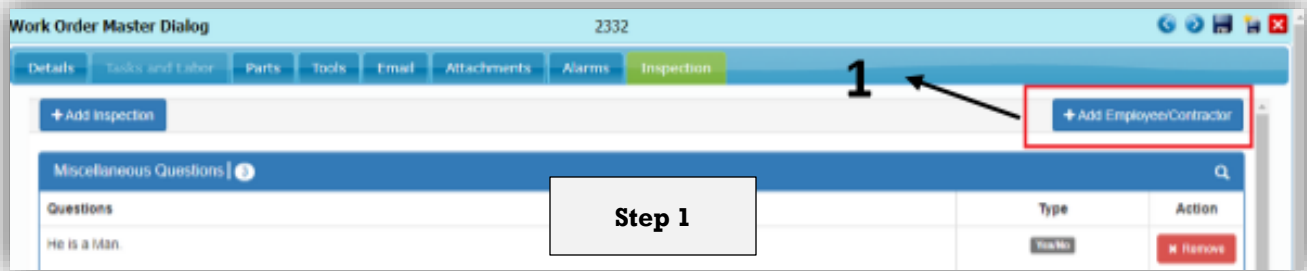 Work Order Master Dialog 2332
Details Tasks and Labor Parts Tools Email Attachments Alarms Inspection
1
+ Add Inspection + Add Employee/Contractor
Miscellaneous Questions 3
Questions Type Action
Step 1
He is a Man. Yes/No ✖ Remove